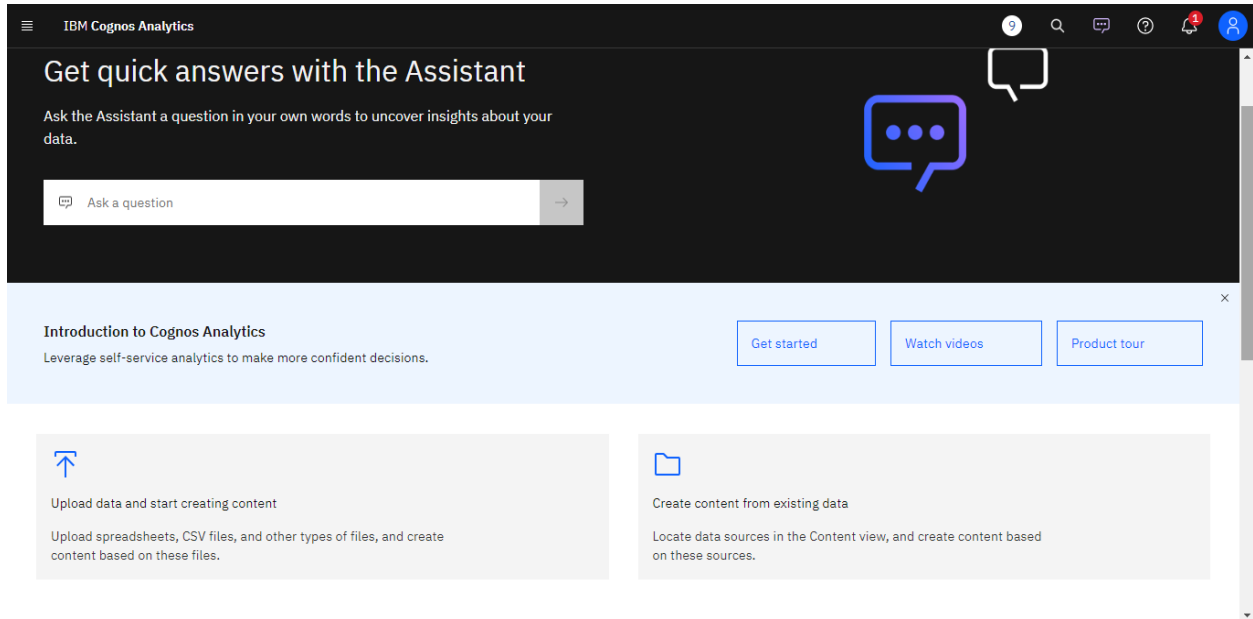 IBM Cognos Analytics
9
1
Get quick answers with the Assistant
Ask the Assistant a question in your own words to uncover insights about your
data.
Ask a question
Introduction to Cognos Analytics
Leverage self-service analytics to make more confident decisions.
Get started
Watch videos
Product tour
Upload data and start creating content
Upload spreadsheets, CSV files, and other types of files, and create
content based on these files.
Create content from existing data
Locate data sources in the Content view, and create content based
on these sources.